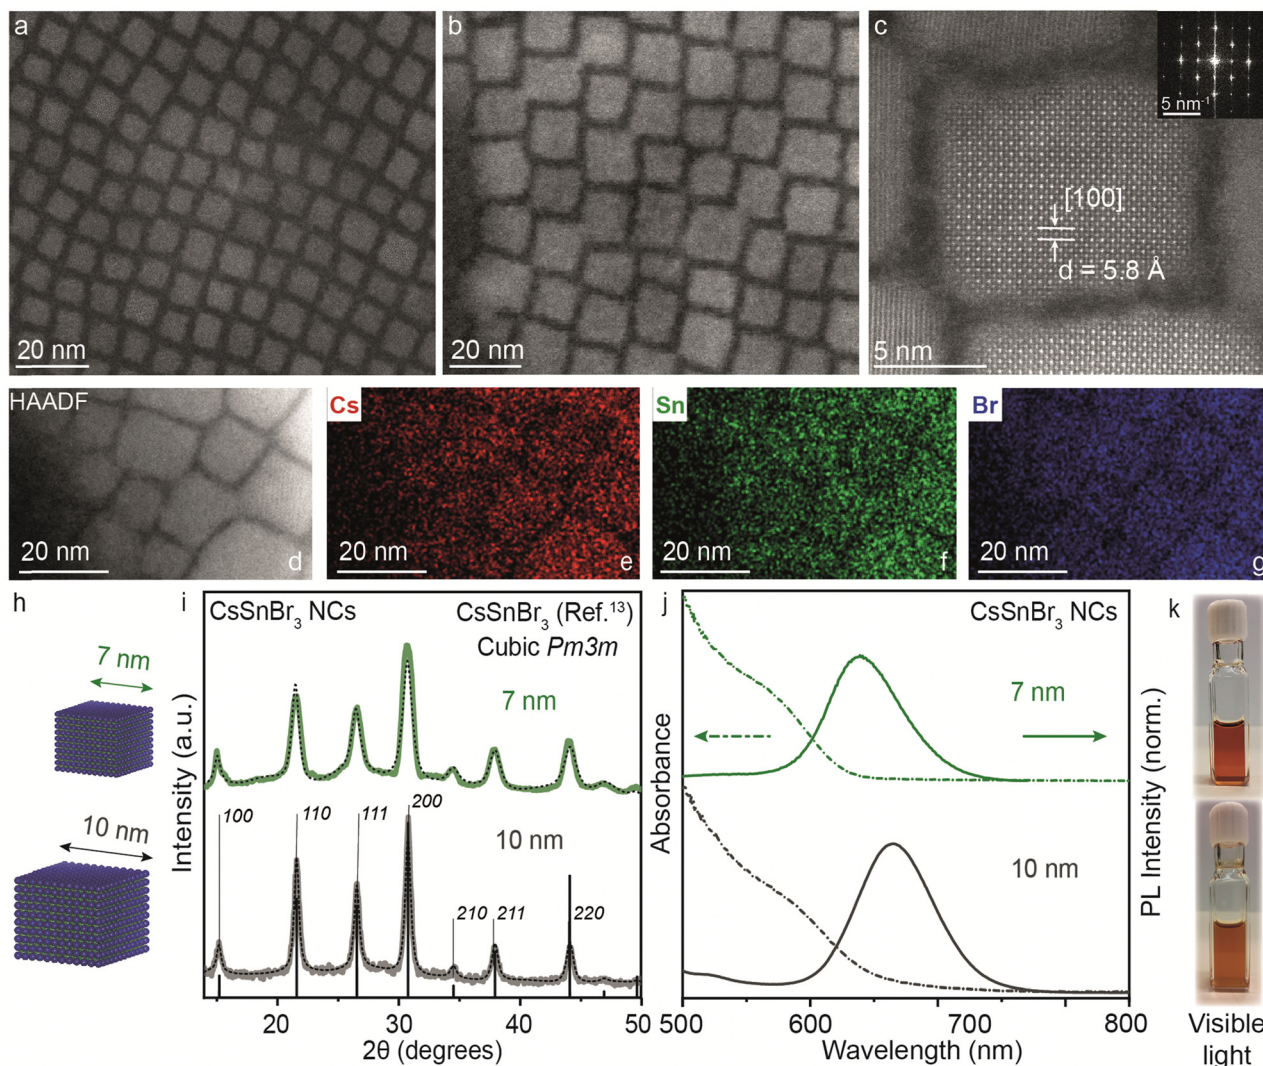 a
20 nm
b
20 nm
c
5 nm⁻¹
[100]
d = 5.8 Å
5 nm
HAADF
20 nm
d
Cs
20 nm
e
Sn
20 nm
f
Br
20 nm
g
h
7 nm
10 nm
i
CsSnBr₃ NCs
CsSnBr₃ (Ref.¹³)
Cubic Pm3m
7 nm
10 nm
100
110
111
200
210
211
220
Intensity (a.u.)
20
30
40
50
2θ (degrees)
j
CsSnBr₃ NCs
7 nm
10 nm
Absorbance
PL Intensity (norm.)
500
600
700
800
Wavelength (nm)
k
Visible
light